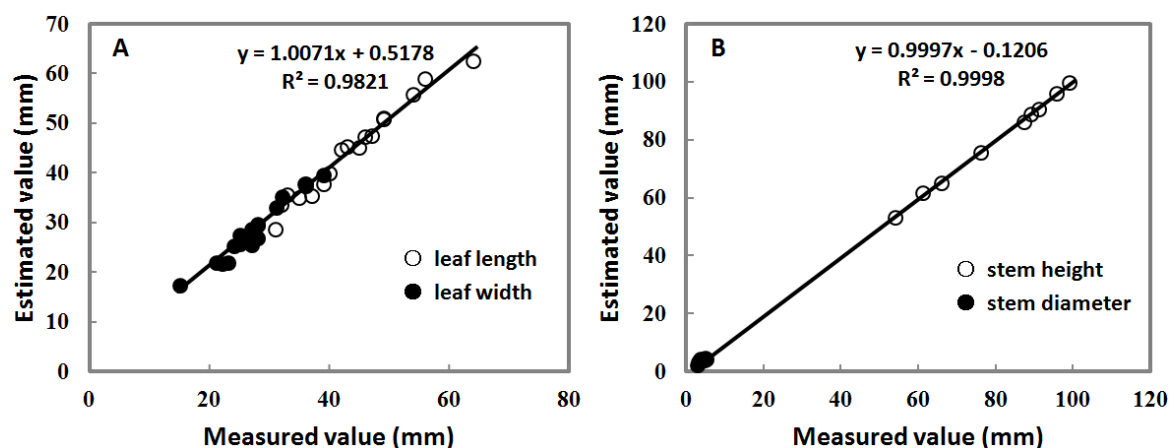 A
y = 1.0071x + 0.5178
R² = 0.9821
Estimated value (mm)
70
60
50
40
30
20
10
0
0 20 40 60 80
Measured value (mm)
leaf length
leaf width
B
y = 0.9997x - 0.1206
R² = 0.9998
Estimated value (mm)
120
100
80
60
40
20
0
0 20 40 60 80 100 120
Measured value (mm)
stem height
stem diameter